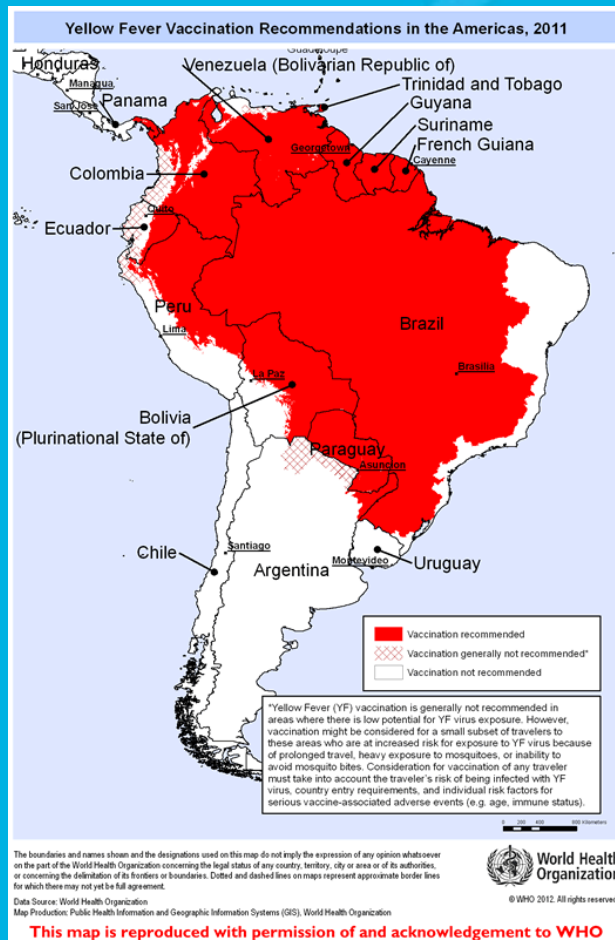 Yellow Fever Vaccination Recommendations in the Americas, 2011
Guadeloupe
Honduras
Venezuela (Bolivarian Republic of)
Managua
Trinidad and Tobago
San Jose
Panama
Guyana
Suriname
Georgetown
French Guiana
Cayenne
Colombia
Quito
Ecuador
Peru
Brazil
Lima
Brasilia
La Paz
Bolivia
(Plurinational State of)
Paraguay
Asuncion
Chile
Santiago
Montevideo
Uruguay
Argentina
Vaccination recommended
Vaccination generally not recommended*
Vaccination not recommended
*Yellow Fever (YF) vaccination is generally not recommended in
areas where there is low potential for YF virus exposure. However,
vaccination might be considered for a small subset of travelers to
these areas who are at increased risk for exposure to YF virus because
of prolonged travel, heavy exposure to mosquitoes, or inability to
avoid mosquito bites. Consideration for vaccination of any traveler
must take into account the traveler's risk of being infected with YF
virus, country entry requirements, and individual risk factors for
serious vaccine-associated adverse events (e.g. age, immune status).
0 200 400 800 Kilometers
The boundaries and names shown and the designations used on this map do not imply the expression of any opinion whatsoever
on the part of the World Health Organization concerning the legal status of any country, territory, city or area or of its authorities,
or concerning the delimitation of its frontiers or boundaries. Dotted and dashed lines on maps represent approximate border lines
for which there may not yet be full agreement.
World Health
Organization
Data Source: World Health Organization
Map Production: Public Health Information and Geographic Information Systems (GIS), World Health Organization
© WHO 2012. All rights reserved
This map is reproduced with permission of and acknowledgement to WHO